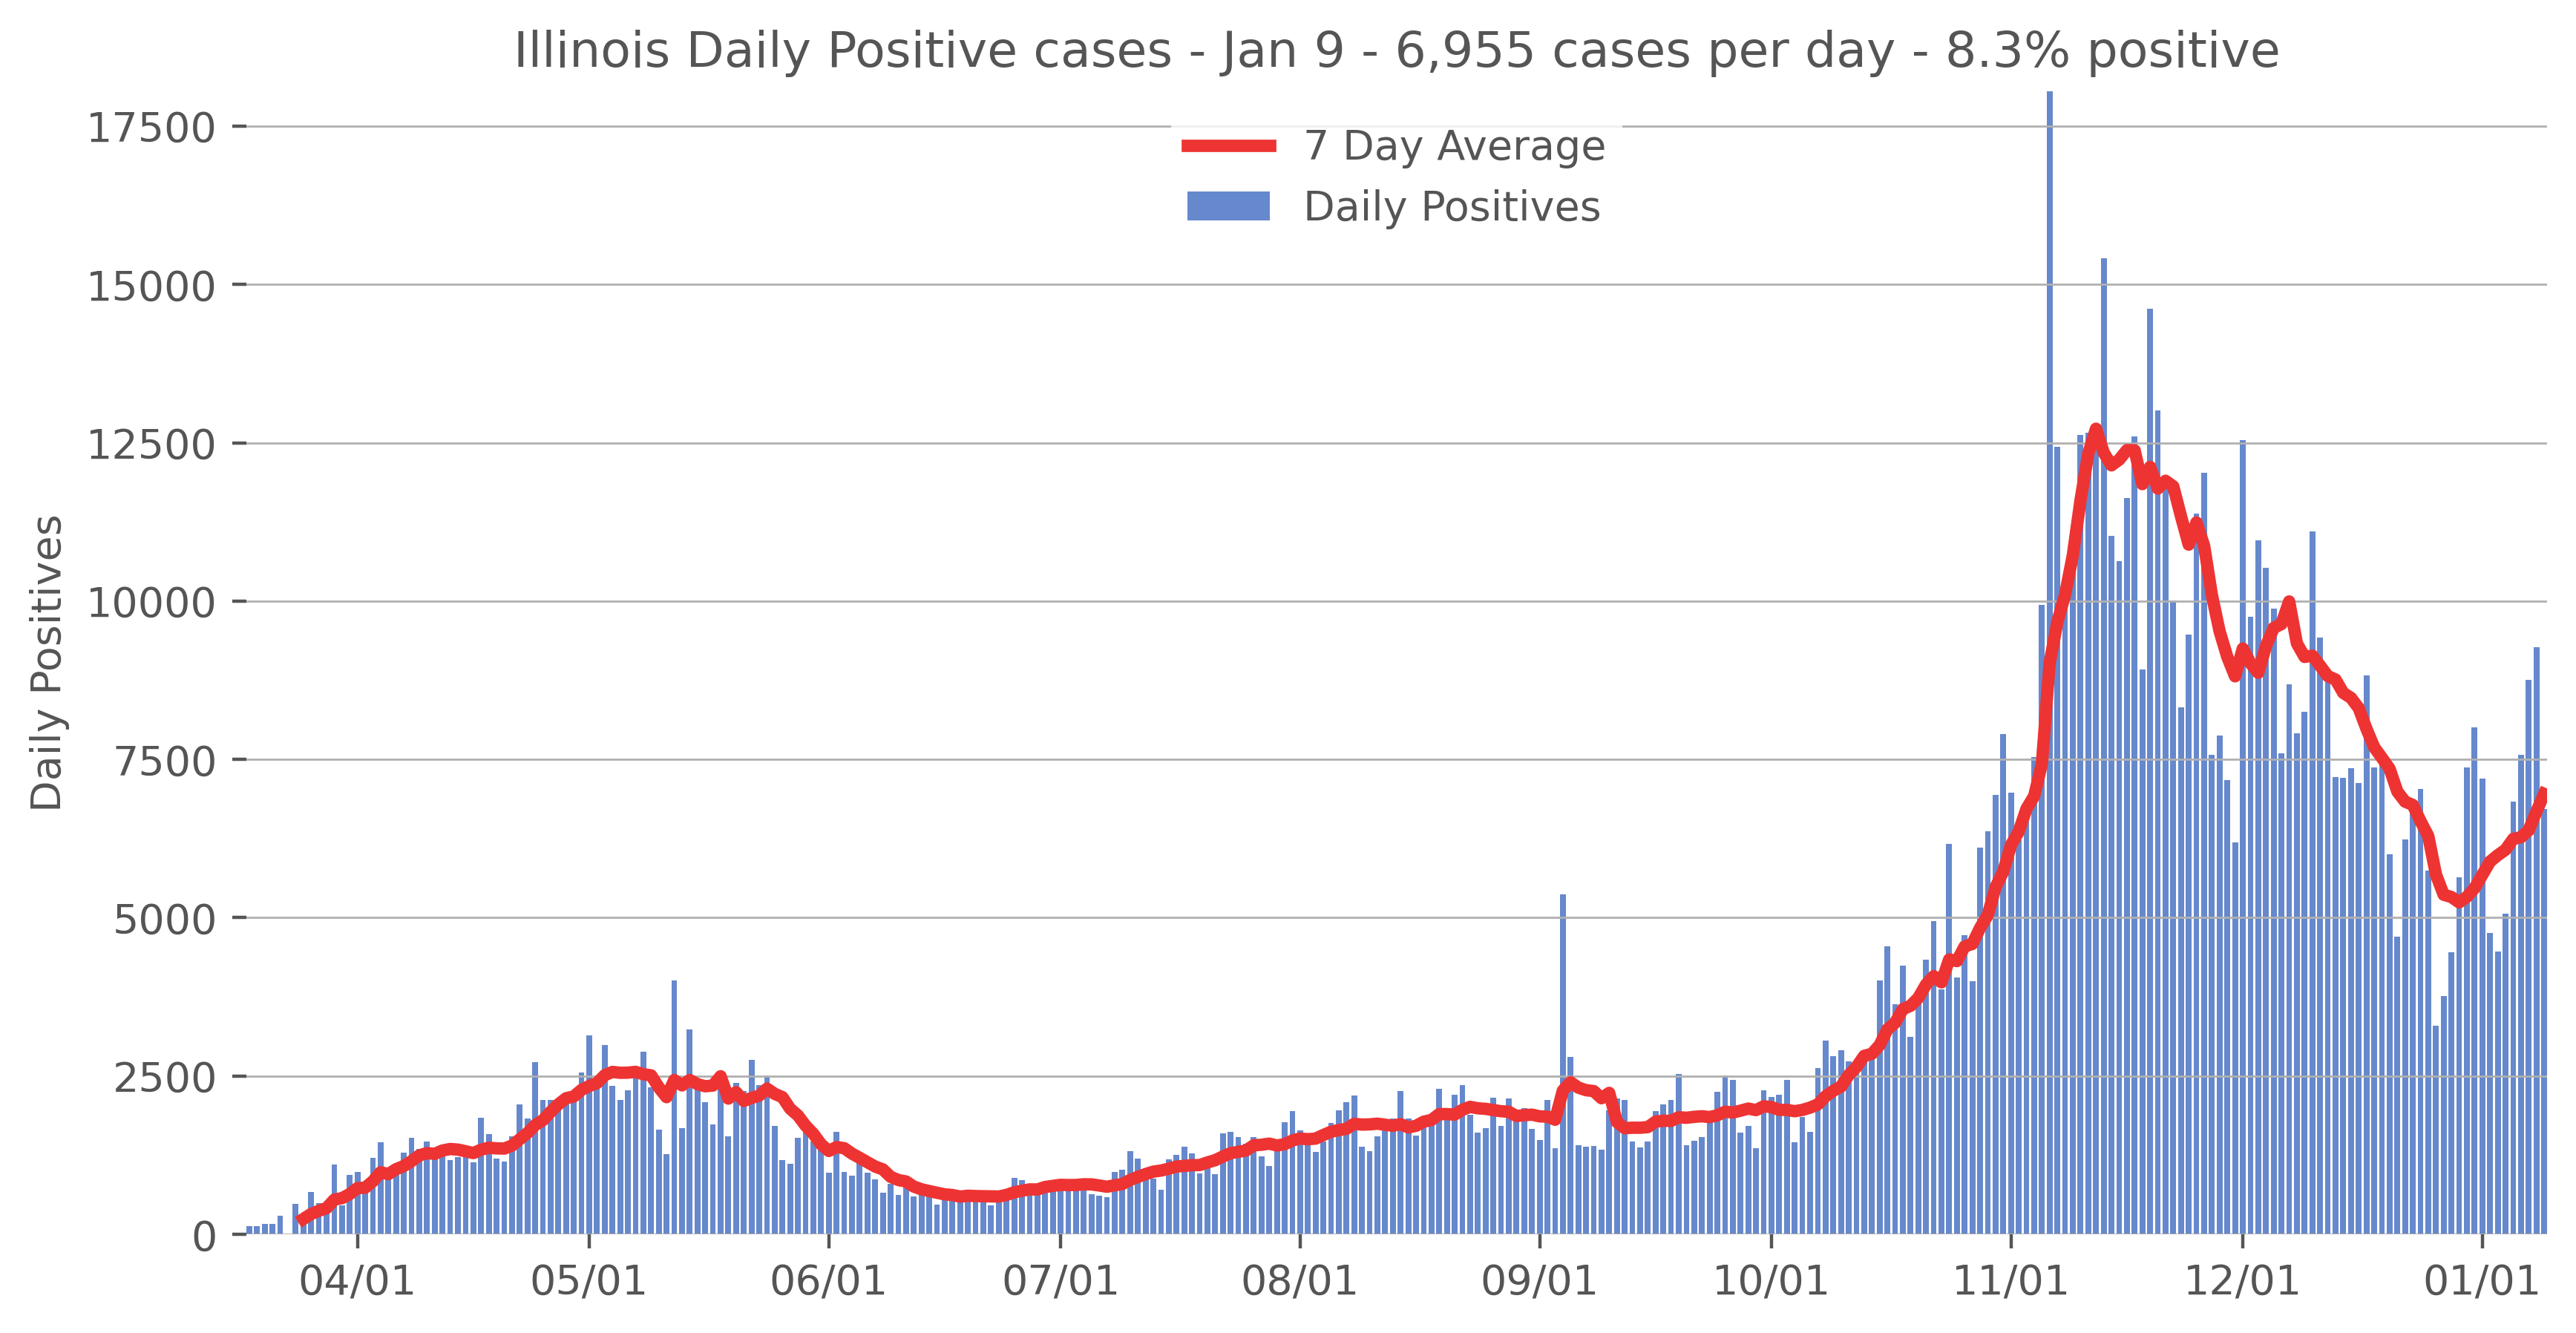 Illinois Daily Positive cases - Jan 9 - 6,955 cases per day - 8.3% positive
7 Day Average
Daily Positives
Daily Positives
17500
15000
12500
10000
7500
5000
2500
0
04/01 05/01 06/01 07/01 08/01 09/01 10/01 11/01 12/01 01/01